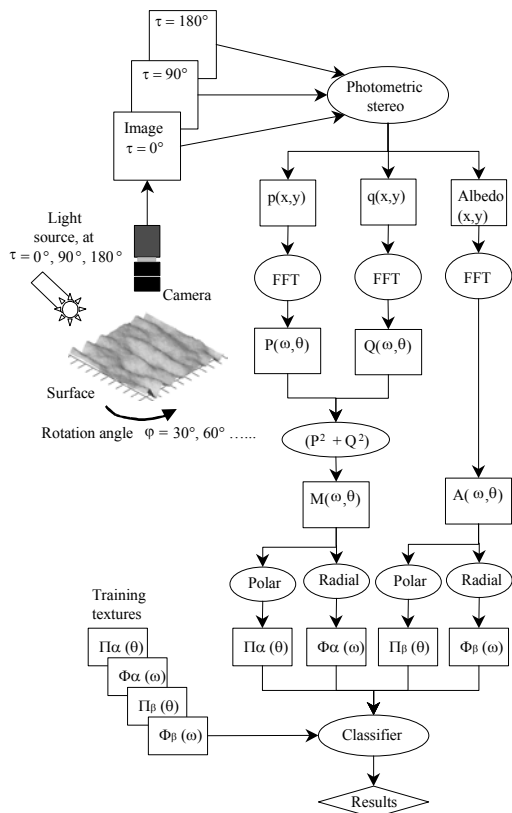 τ = 180°
τ = 90°
Image
τ = 0°
Photometric
stereo
p(x,y)
q(x,y)
Albedo
(x,y)
Light
source, at
τ = 0°, 90°, 180°
Camera
FFT
FFT
FFT
P(ω,θ)
Q(ω,θ)
Surface
Rotation angle φ = 30°, 60° …...
(P² + Q²)
M(ω,θ)
A(ω,θ)
Polar
Radial
Polar
Radial
Training
textures
Πα (θ)
Φα (ω)
Πβ (θ)
Φβ (ω)
Πα (θ)
Φα (ω)
Πβ (θ)
Φβ (ω)
Classifier
Results